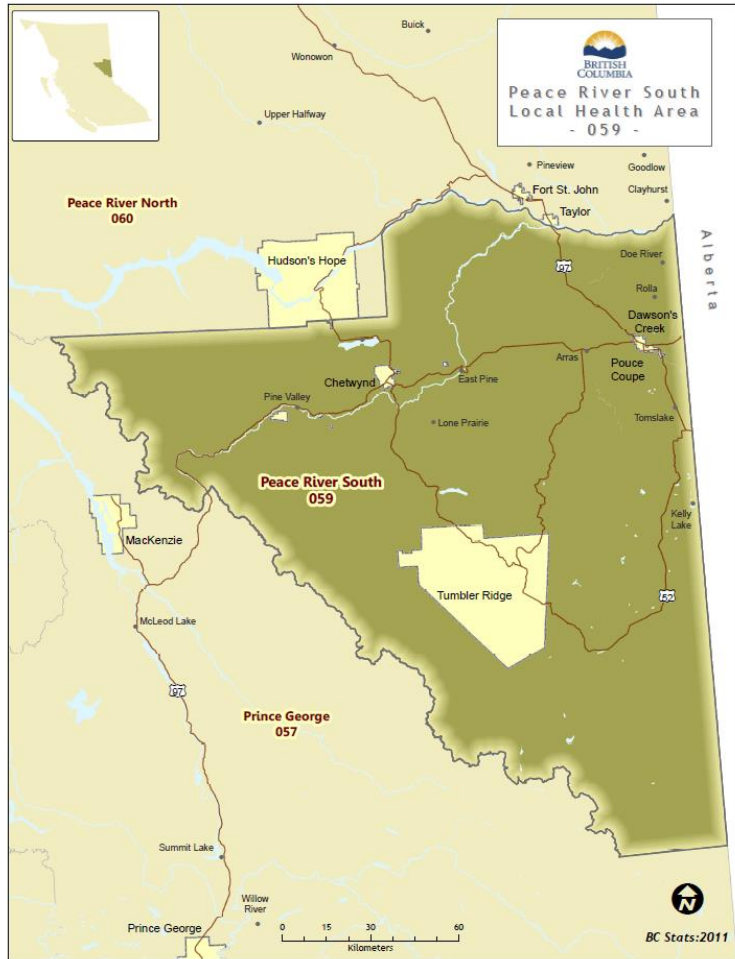 Buick
Wonowon
BRITISH
COLUMBIA
Peace River South
Local Health Area
- 059 -
Upper Halfway
Pineview
Goodlow
Fort St. John
Clayhurst
Peace River North
060
Taylor
Alberta
Hudson's Hope
97
Doe River
Rolla
Dawson's
Creek
Arras
Pouce
Coupe
Chetwynd
East Pine
Pine Valley
Tomslake
Lone Prairie
Peace River South
059
Kelly
Lake
MacKenzie
Tumbler Ridge
52
McLeod Lake
97
Prince George
057
Summit Lake
Willow
River
Prince George
0 15 30 60
Kilometers
N
BC Stats:2011